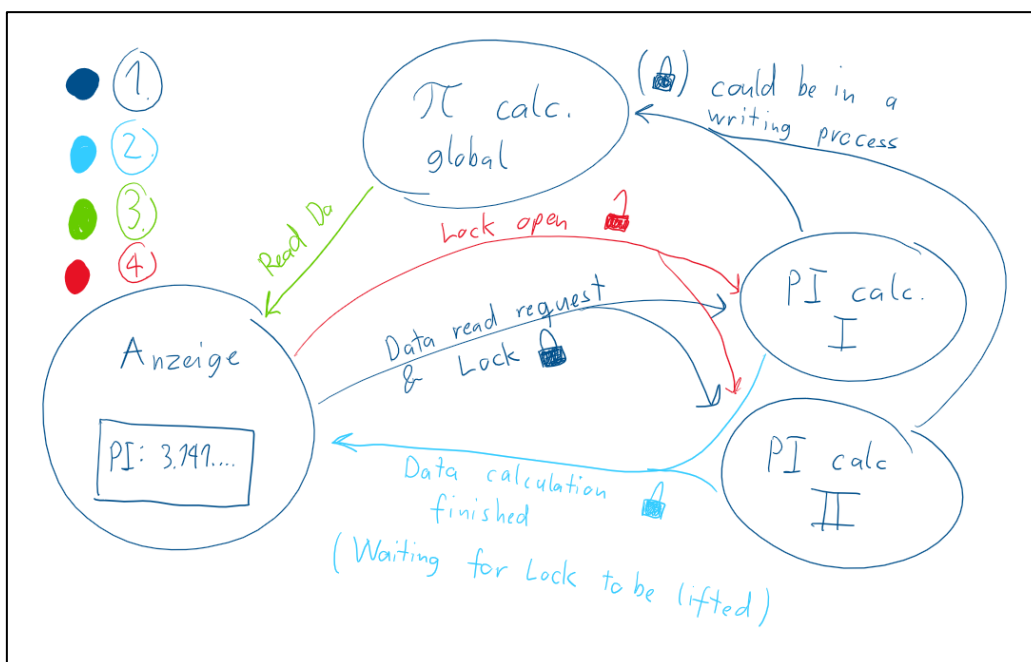 1.
2.
3.
4
π calc.
global
( ) could be in a
writing process
Read Da
Lock open
PI calc.
I
Data read request
& Lock
Anzeige
PI: 3.141....
PI calc
II
Data calculation
finished
(Waiting for Lock to be lifted)